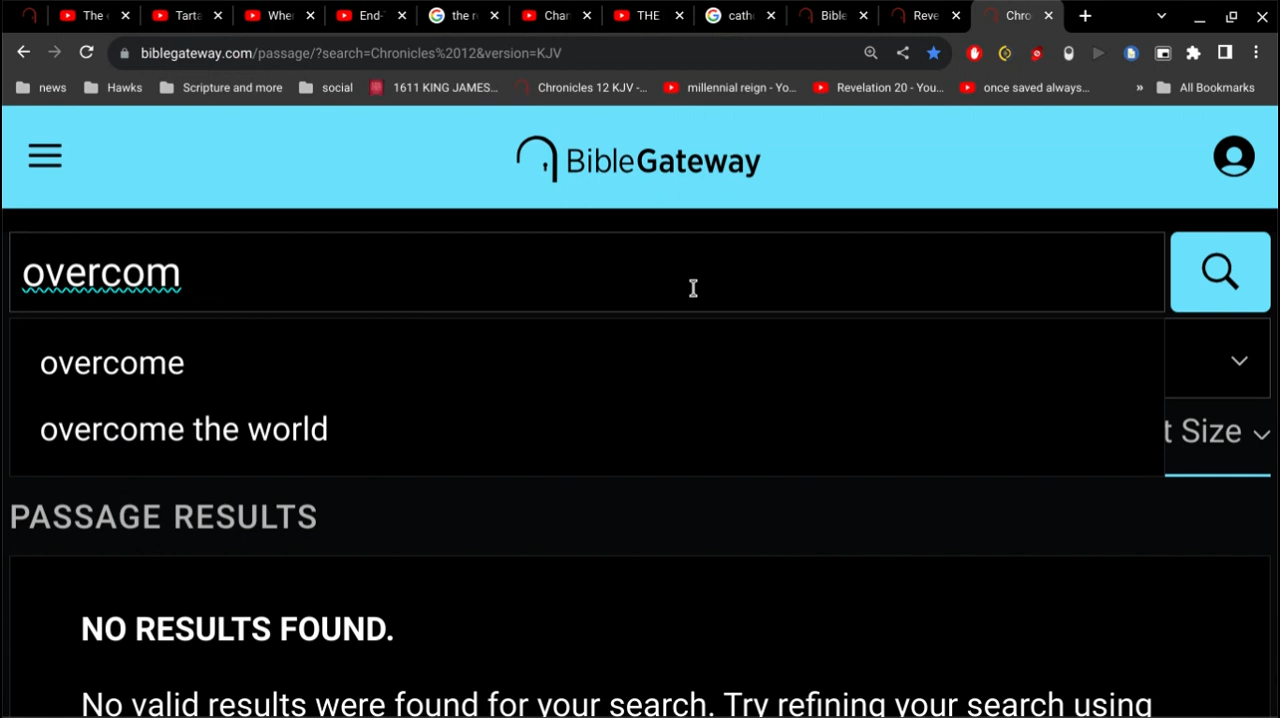 The
Tarta
Whe
End-
the r
Char
THE
cath
Bible
Reve
Chro
biblegateway.com/passage/?search=Chronicles%2012&version=KJV
news
Hawks
Scripture and more
social
1611 KING JAMES...
Chronicles 12 KJV -...
millennial reign - Yo...
Revelation 20 - You...
once saved always...
»
All Bookmarks
BibleGateway
overcom
overcome
overcome the world
t Size
PASSAGE RESULTS
NO RESULTS FOUND.
No valid results were found for your search. Try refining your search using